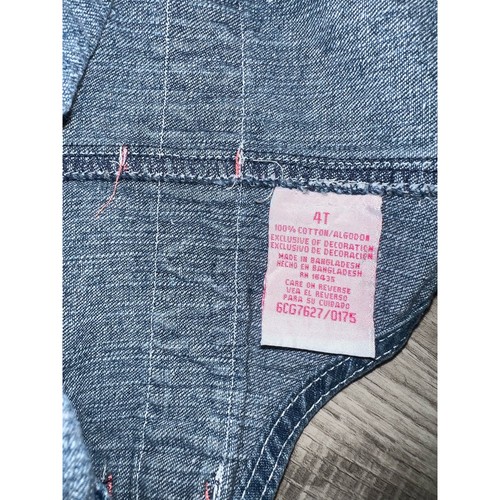 4T
100% COTTON/ALGODON
EXCLUSIVE OF DECORATION
EXCLUSIVO DE DECORACION
MADE IN BANGLADESH
HECHO EN BANGLADESH
RN 16435
CARE ON REVERSE
VEA EL REVERSO
PARA SU CUIDADO
6CG7627/0175